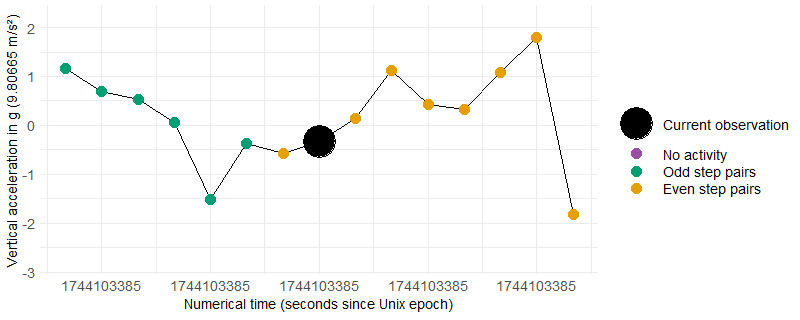 Vertical acceleration in g (9.80665 m/s²)
2
1
0
-1
-2
-3
1744103385 1744103385 1744103385 1744103385 1744103385
Numerical time (seconds since Unix epoch)
Current observation
No activity
Odd step pairs
Even step pairs